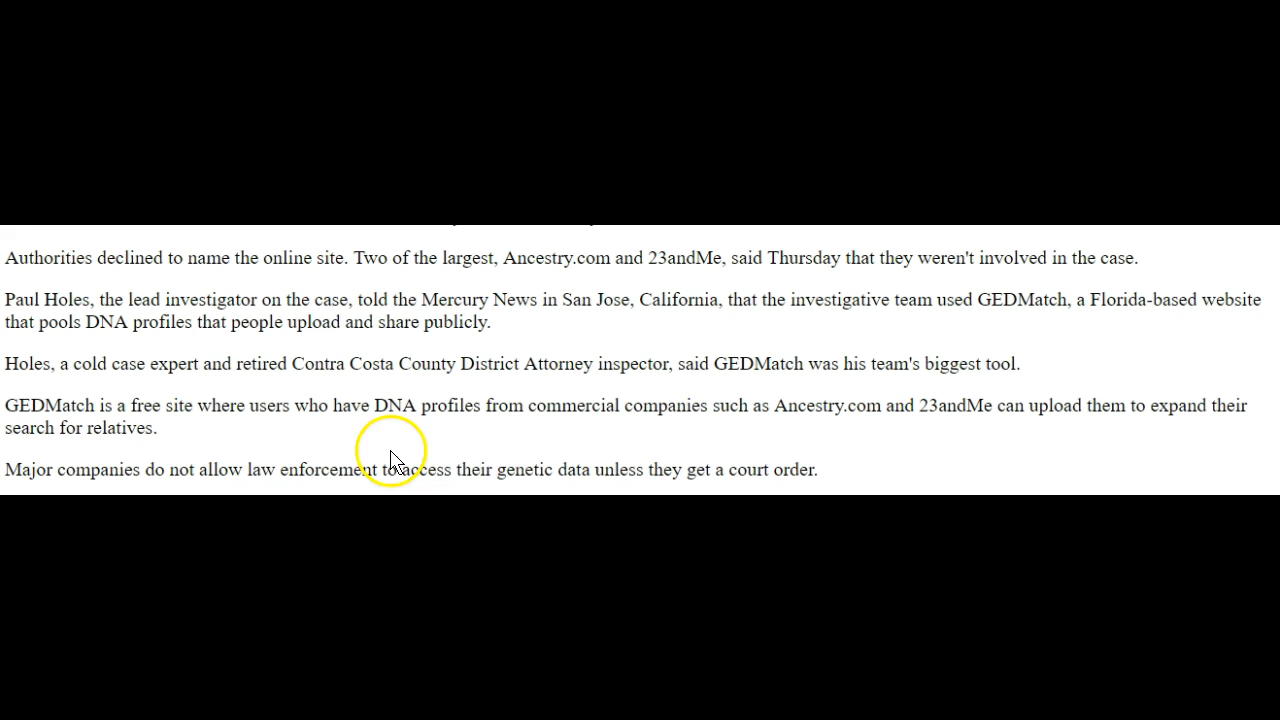 Authorities declined to name the online site. Two of the largest, Ancestry.com and 23andMe, said Thursday that they weren't involved in the case.
Paul Holes, the lead investigator on the case, told the Mercury News in San Jose, California, that the investigative team used GEDMatch, a Florida-based website
that pools DNA profiles that people upload and share publicly.
Holes, a cold case expert and retired Contra Costa County District Attorney inspector, said GEDMatch was his team's biggest tool.
GEDMatch is a free site where users who have DNA profiles from commercial companies such as Ancestry.com and 23andMe can upload them to expand their
search for relatives.
Major companies do not allow law enforcement to access their genetic data unless they get a court order.